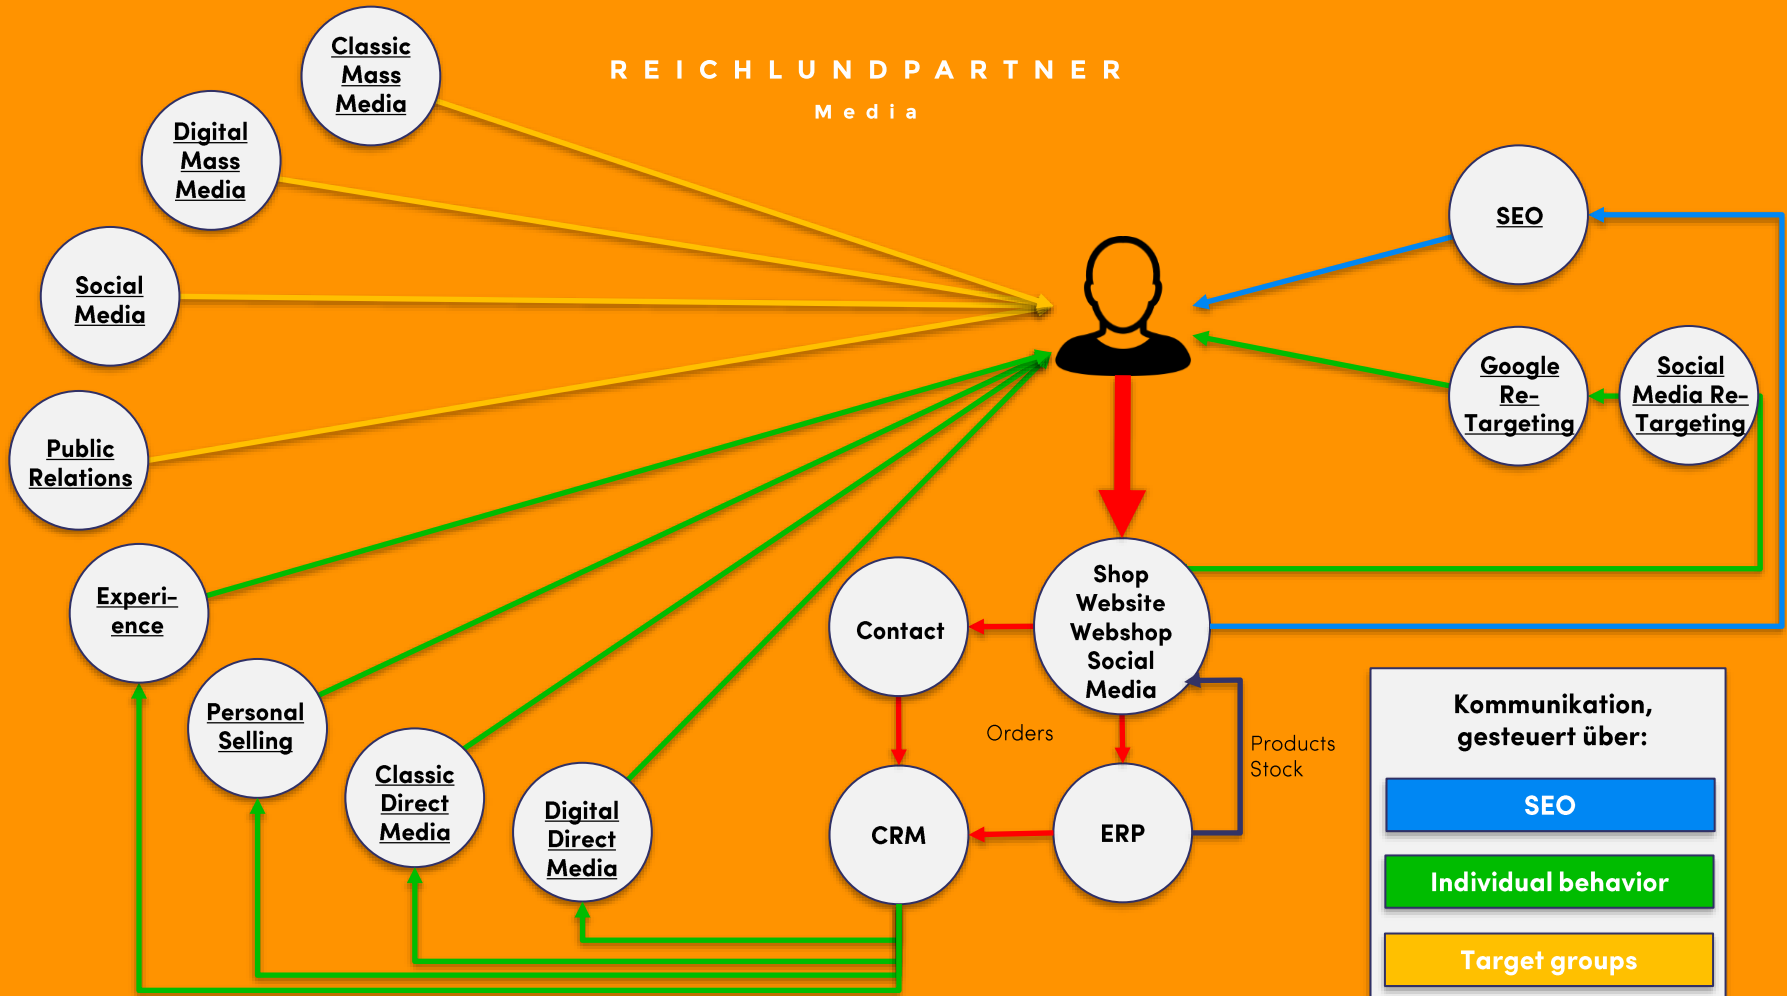 REICHLUNDPARTNER
Media
Classic
Mass
Media
Digital
Mass
Media
Social
Media
Public
Relations
Experi-
ence
Personal
Selling
Classic
Direct
Media
Digital
Direct
Media
SEO
Google
Re-
Targeting
Social
Media Re-
Targeting
Shop
Website
Webshop
Social
Media
Contact
Orders
Products
Stock
CRM
ERP
Kommunikation,
gesteuert über:
SEO
Individual behavior
Target groups